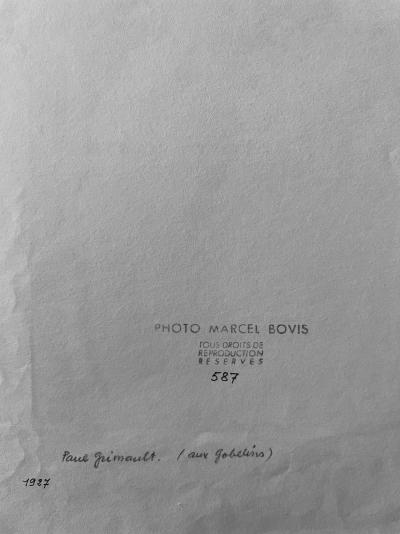 PHOTO MARCEL BOVIS
TOUS DROITS DE
REPRODUCTION
RÉSERVÉS
587
Paul Grimault. (aux Gobelins)
1937